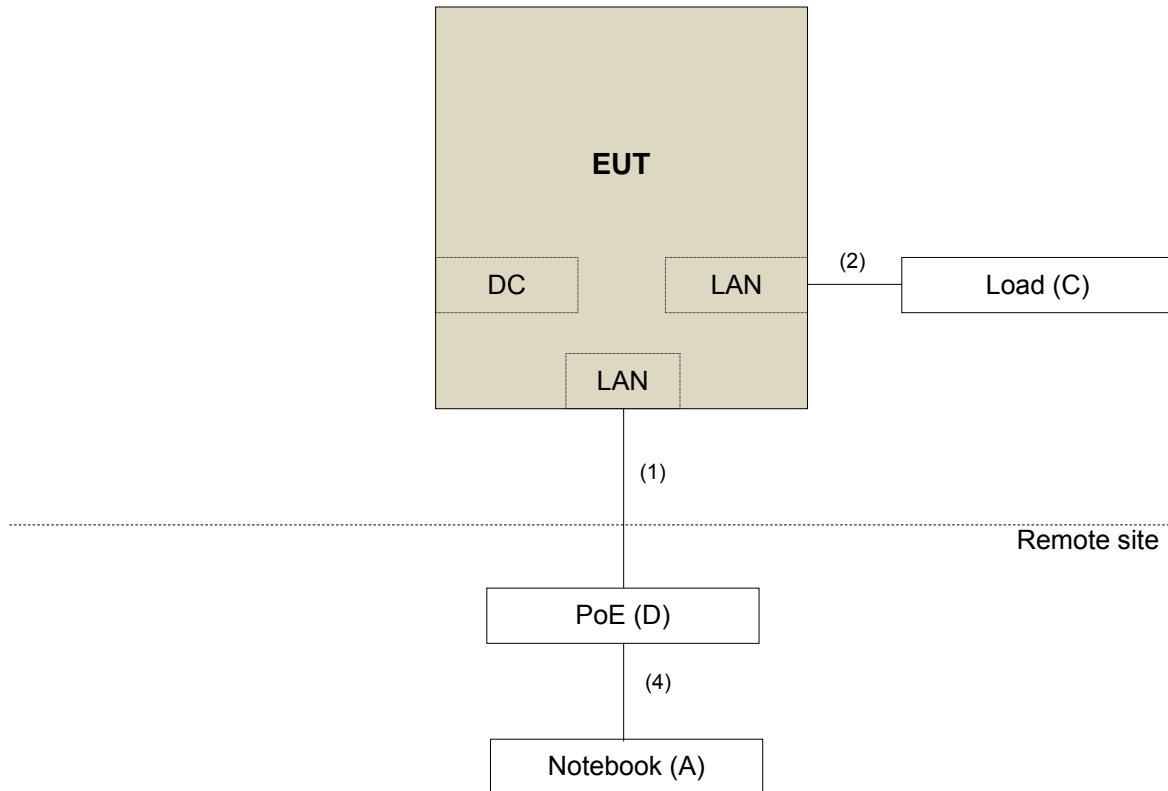 EUT
(2)
DC
LAN
Load (C)
LAN
(1)
Remote site
PoE (D)
(4)
Notebook (A)